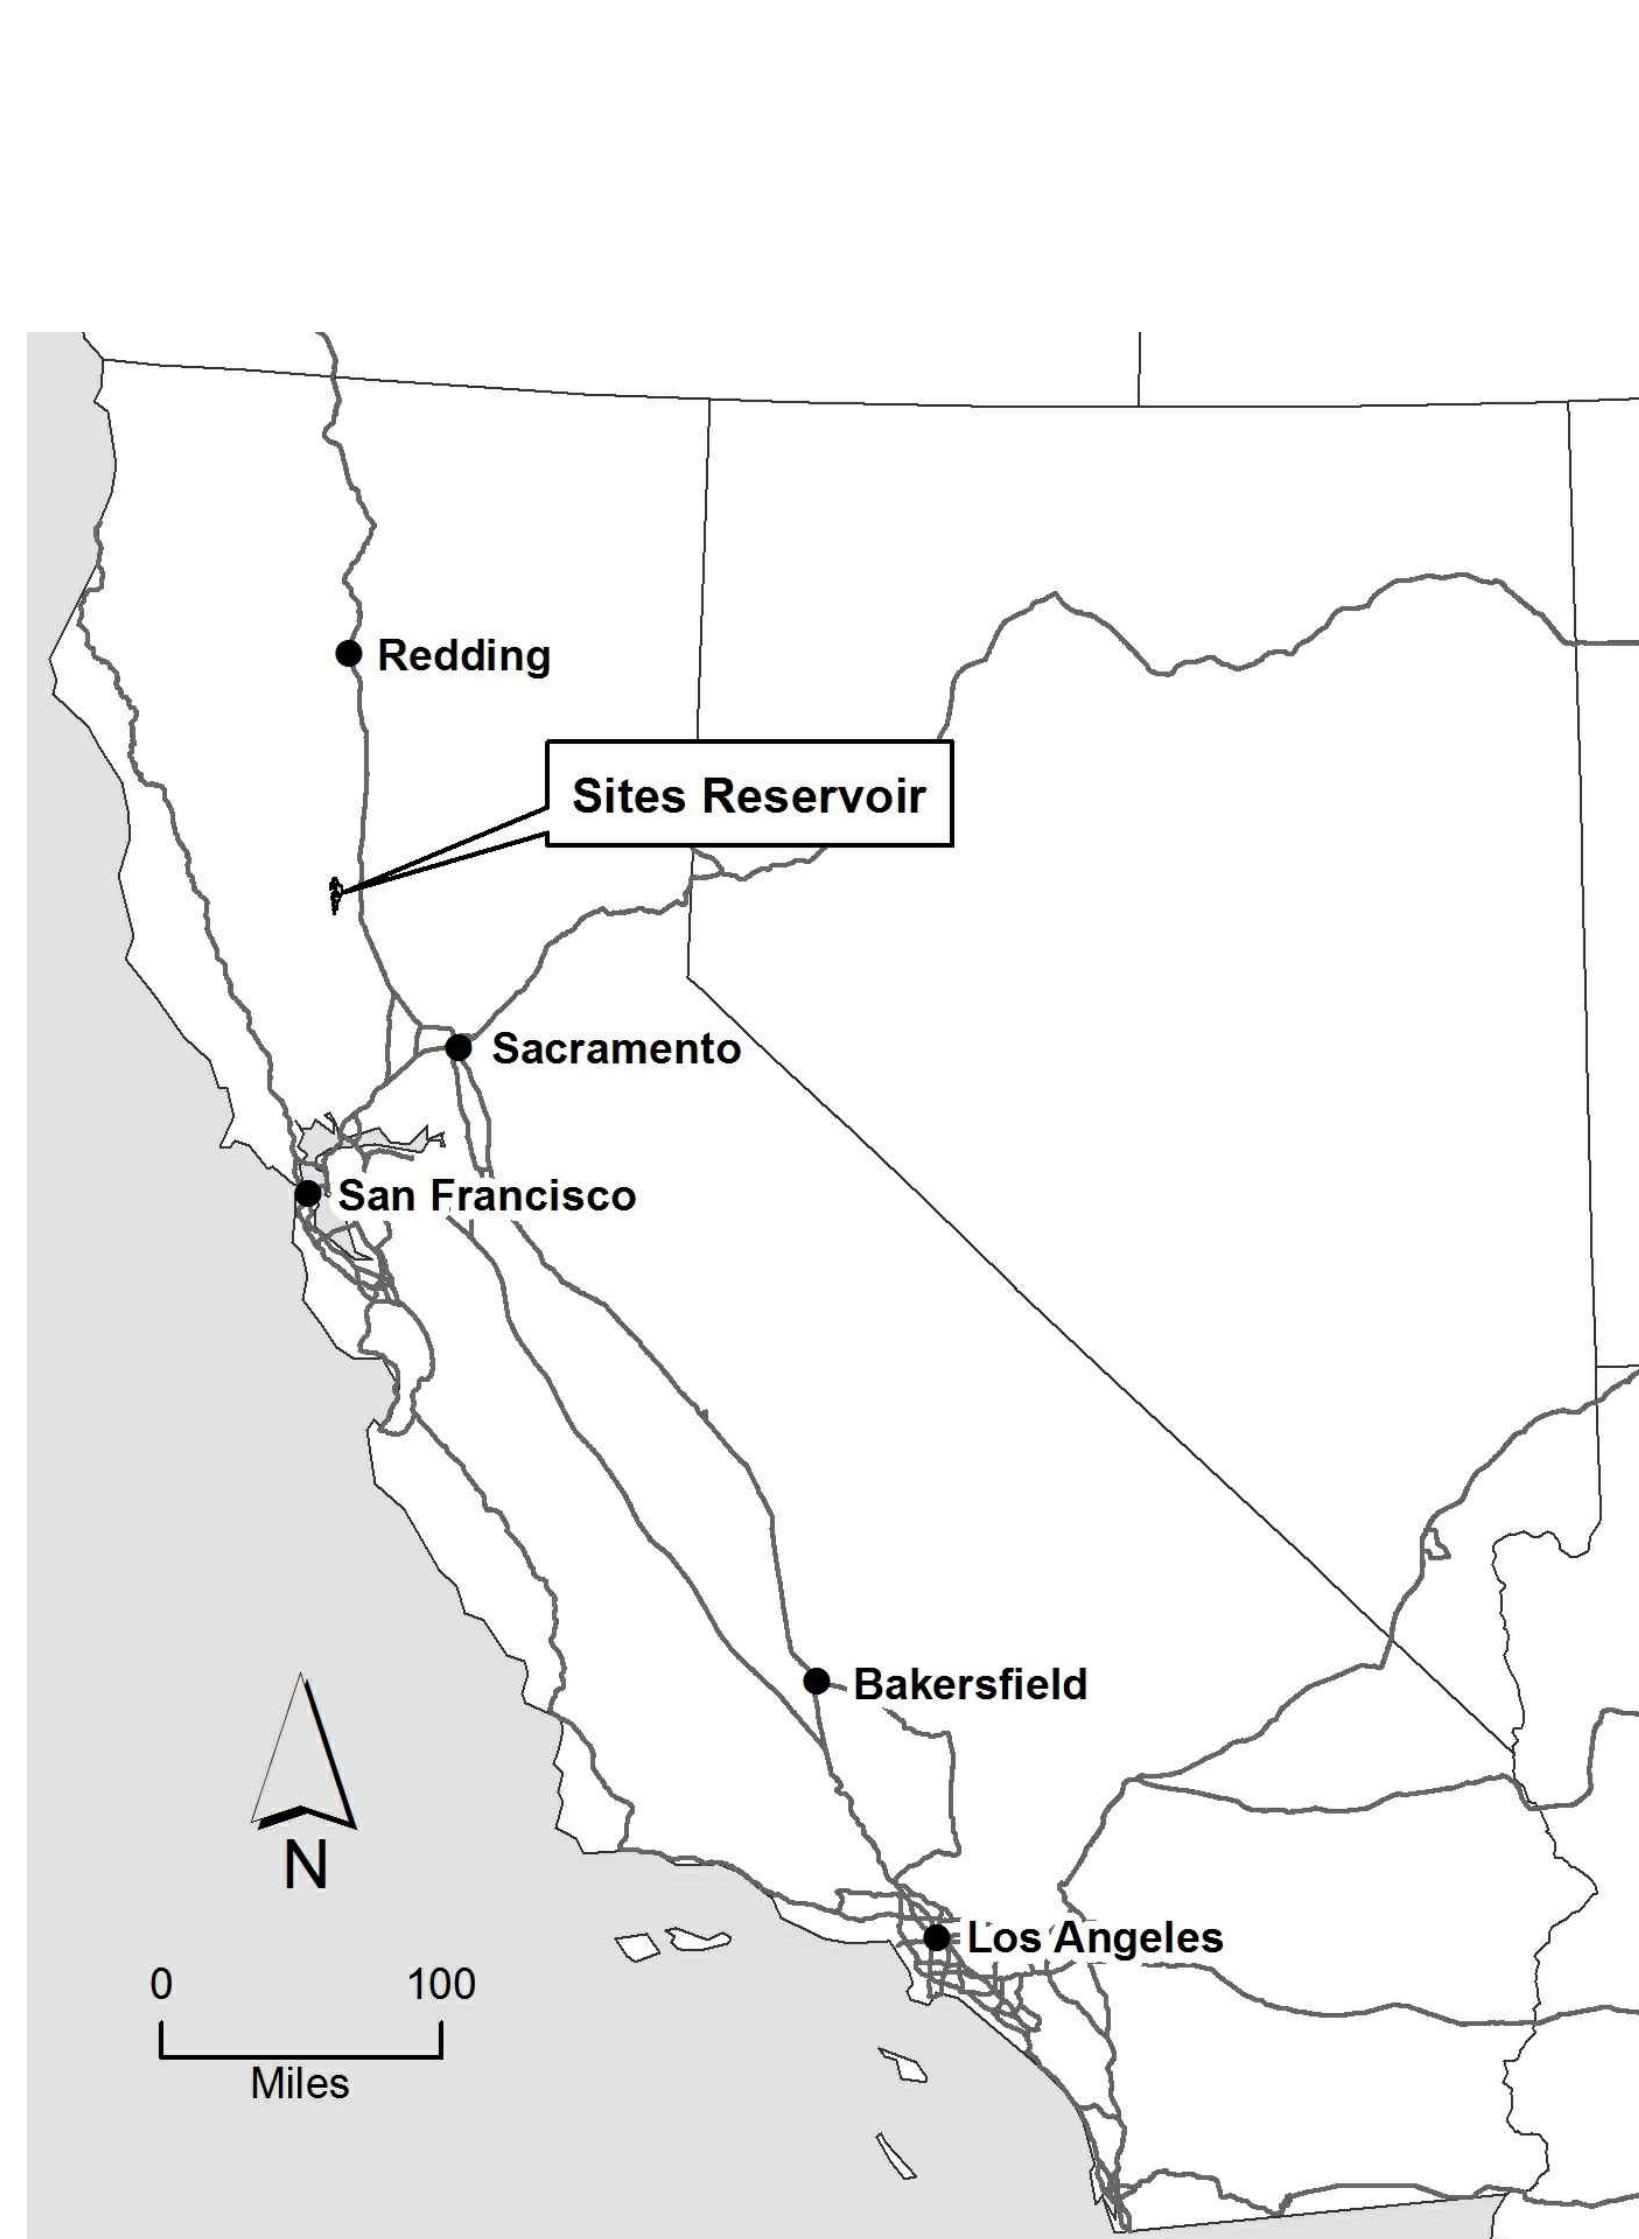 Redding
Sites Reservoir
Sacramento
San Francisco
Bakersfield
N
Los Angeles
0 100
Miles